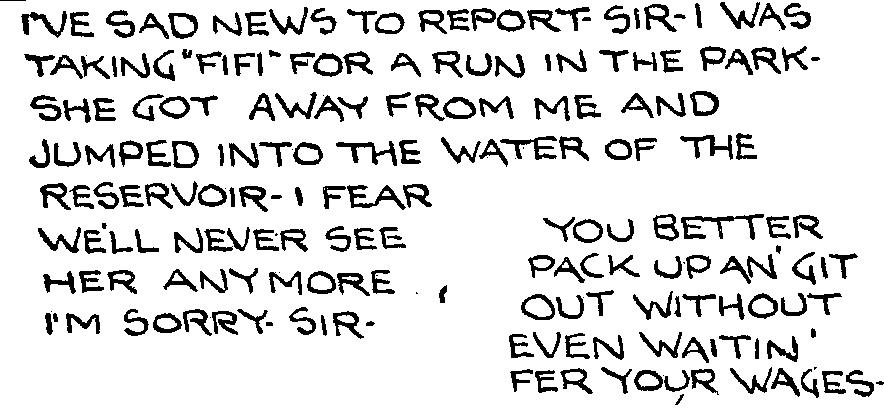 I'VE SAD NEWS TO REPORT- SIR- I WAS
TAKING "FIFI" FOR A RUN IN THE PARK-
SHE GOT AWAY FROM ME AND
JUMPED INTO THE WATER OF THE
RESERVOIR- I FEAR
WE'LL NEVER SEE
HER ANYMORE
I'M SORRY- SIR-
YOU BETTER
PACK UP AN' GIT
OUT WITHOUT
EVEN WAITIN'
FER YOUR WAGES-